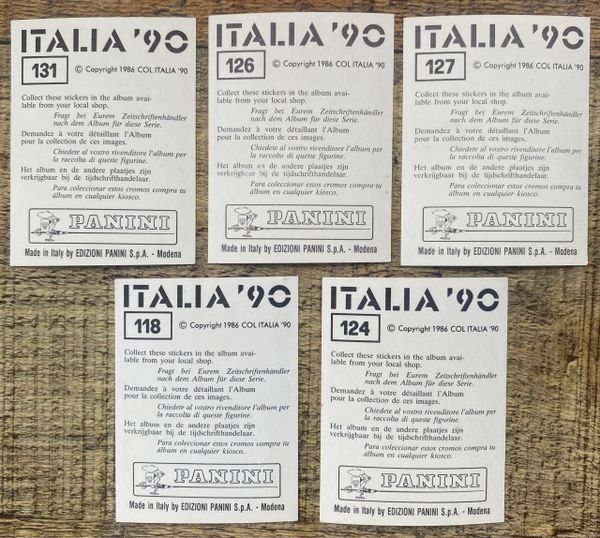 ITALIA '90
131 © Copyright 1986 COL ITALIA '90
Collect these stickers in the album avai-
lable from your local shop.
Fragt bei Eurem Zeitschriftenhändler
nach dem Album für diese Serie.
Demandez à votre détaillant l'Album
pour la collection de ces images.
Chiedete al vostro rivenditore l'album per
la raccolta di queste figurine.
Het album en de andere plaatjes zijn
verkrijgbaar bij de tijdschrifthandelaar.
Para coleccionar estos cromos compra tu
álbum en cualquier kiosco.
PANINI
Made in Italy by EDIZIONI PANINI S.p.A. - Modena
ITALIA '90
126 © Copyright 1986 COL ITALIA '90
Collect these stickers in the album avai-
lable from your local shop.
Fragt bei Eurem Zeitschriftenhändler
nach dem Album für diese Serie.
Demandez à votre détaillant l'Album
pour la collection de ces images.
Chiedete al vostro rivenditore l'album per
la raccolta di queste figurine.
Het album en de andere plaatjes zijn
verkrijgbaar bij de tijdschrifthandelaar.
Para coleccionar estos cromos compra tu
álbum en cualquier kiosco.
PANINI
Made in Italy by EDIZIONI PANINI S.p.A. - Modena
ITALIA '90
127 © Copyright 1986 COL ITALIA '90
Collect these stickers in the album avai-
lable from your local shop.
Fragt bei Eurem Zeitschriftenhändler
nach dem Album für diese Serie.
Demandez à votre détaillant l'Album
pour la collection de ces images.
Chiedete al vostro rivenditore l'album per
la raccolta di queste figurine.
Het album en de andere plaatjes zijn
verkrijgbaar bij de tijdschrifthandelaar.
Para coleccionar estos cromos compra tu
álbum en cualquier kiosco.
PANINI
Made in Italy by EDIZIONI PANINI S.p.A. - Modena
ITALIA '90
118 © Copyright 1986 COL ITALIA '90
Collect these stickers in the album avai-
lable from your local shop.
Fragt bei Eurem Zeitschriftenhändler
nach dem Album für diese Serie.
Demandez à votre détaillant l'Album
pour la collection de ces images.
Chiedete al vostro rivenditore l'album per
la raccolta di queste figurine.
Het album en de andere plaatjes zijn
verkrijgbaar bij de tijdschrifthandelaar.
Para coleccionar estos cromos compra tu
álbum en cualquier kiosco.
PANINI
Made in Italy by EDIZIONI PANINI S.p.A. - Modena
ITALIA '90
124 © Copyright 1986 COL ITALIA '90
Collect these stickers in the album avai-
lable from your local shop.
Fragt bei Eurem Zeitschriftenhändler
nach dem Album für diese Serie.
Demandez à votre détaillant l'Album
pour la collection de ces images.
Chiedete al vostro rivenditore l'album per
la raccolta di queste figurine.
Het album en de andere plaatjes zijn
verkrijgbaar bij de tijdschrifthandelaar.
Para coleccionar estos cromos compra tu
álbum en cualquier kiosco.
PANINI
Made in Italy by EDIZIONI PANINI S.p.A. - Modena